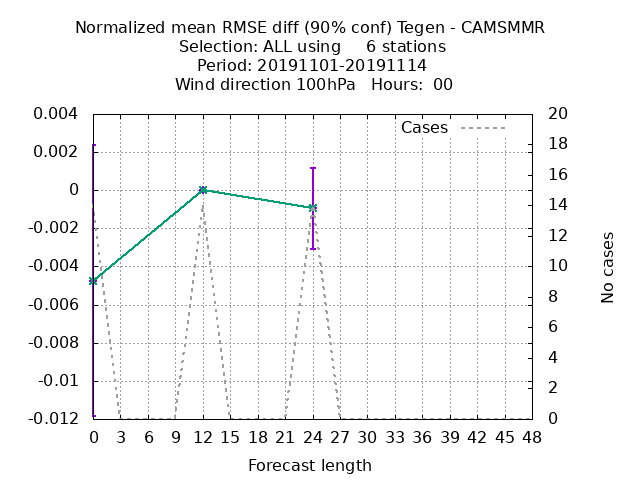 Normalized mean RMSE diff (90% conf) Tegen - CAMSMMR
Selection: ALL using     6 stations
Period: 20191101-20191114
Wind direction 100hPa   Hours:  00
0.004
0.002
0
-0.002
-0.004
-0.006
-0.008
-0.01
-0.012
20
18
16
14
12
10
8
6
4
2
0
Cases
No cases
0 3 6 9 12 15 18 21 24 27 30 33 36 39 42 45 48
Forecast length